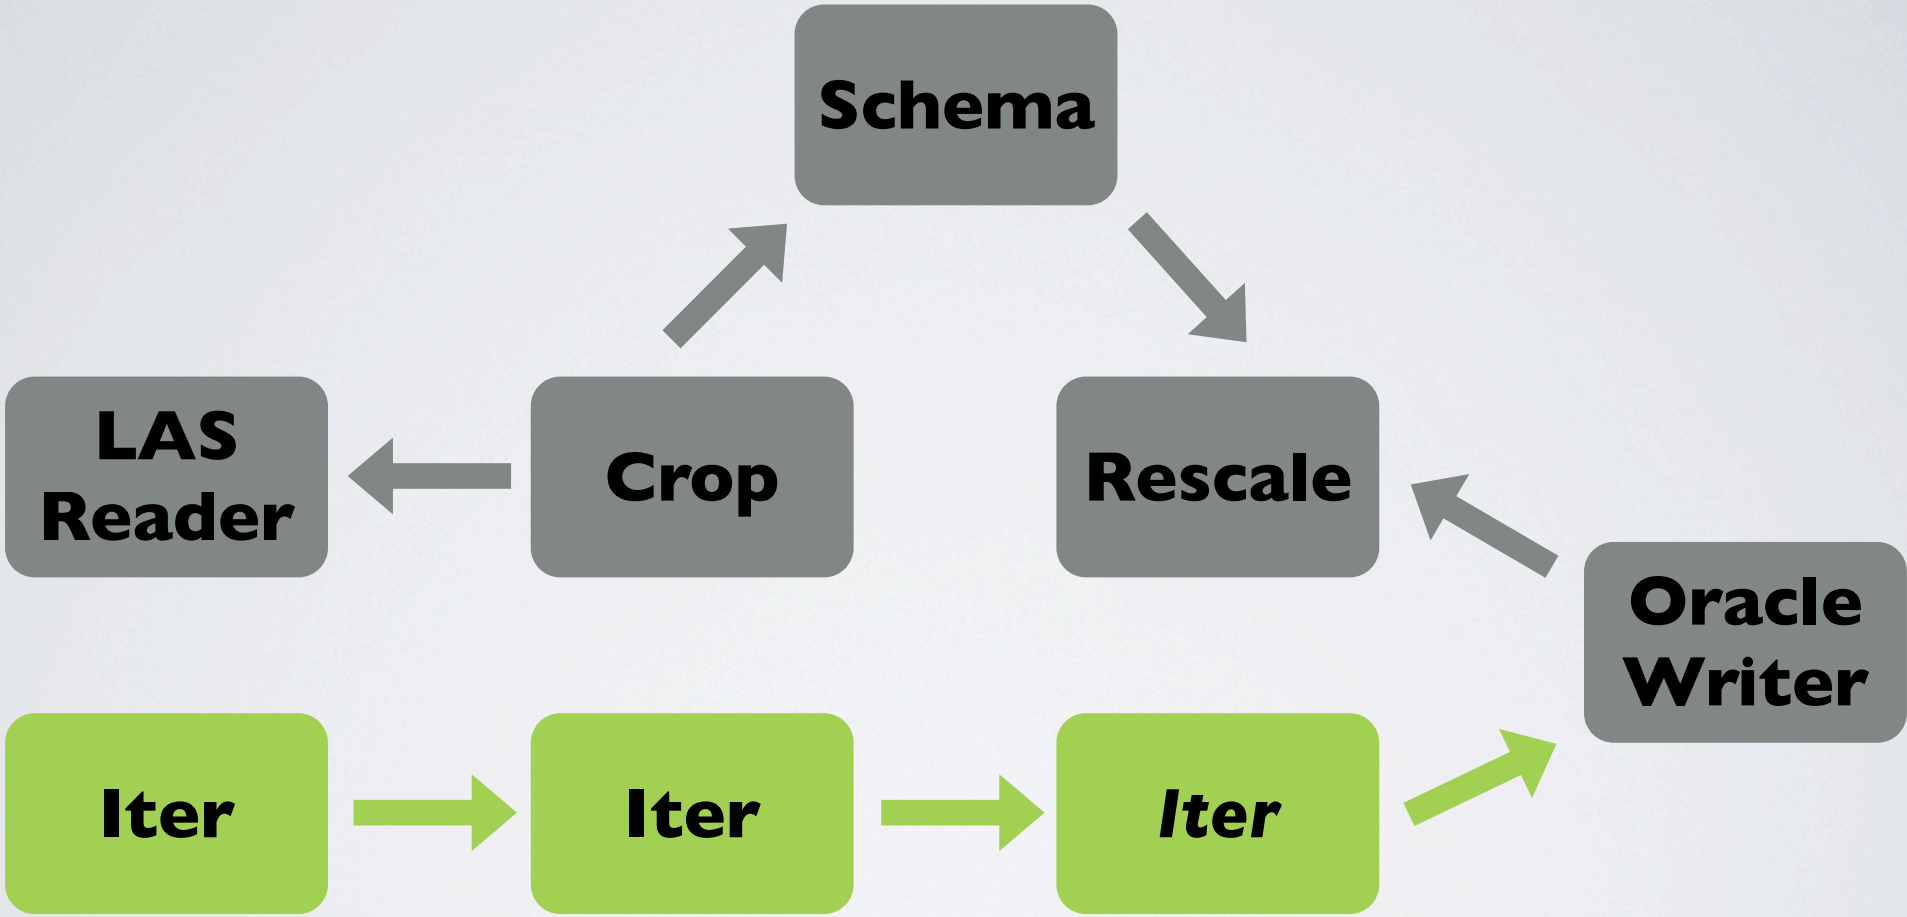 Schema
LAS
Reader
Crop
Rescale
Oracle
Writer
Iter
Iter
Iter